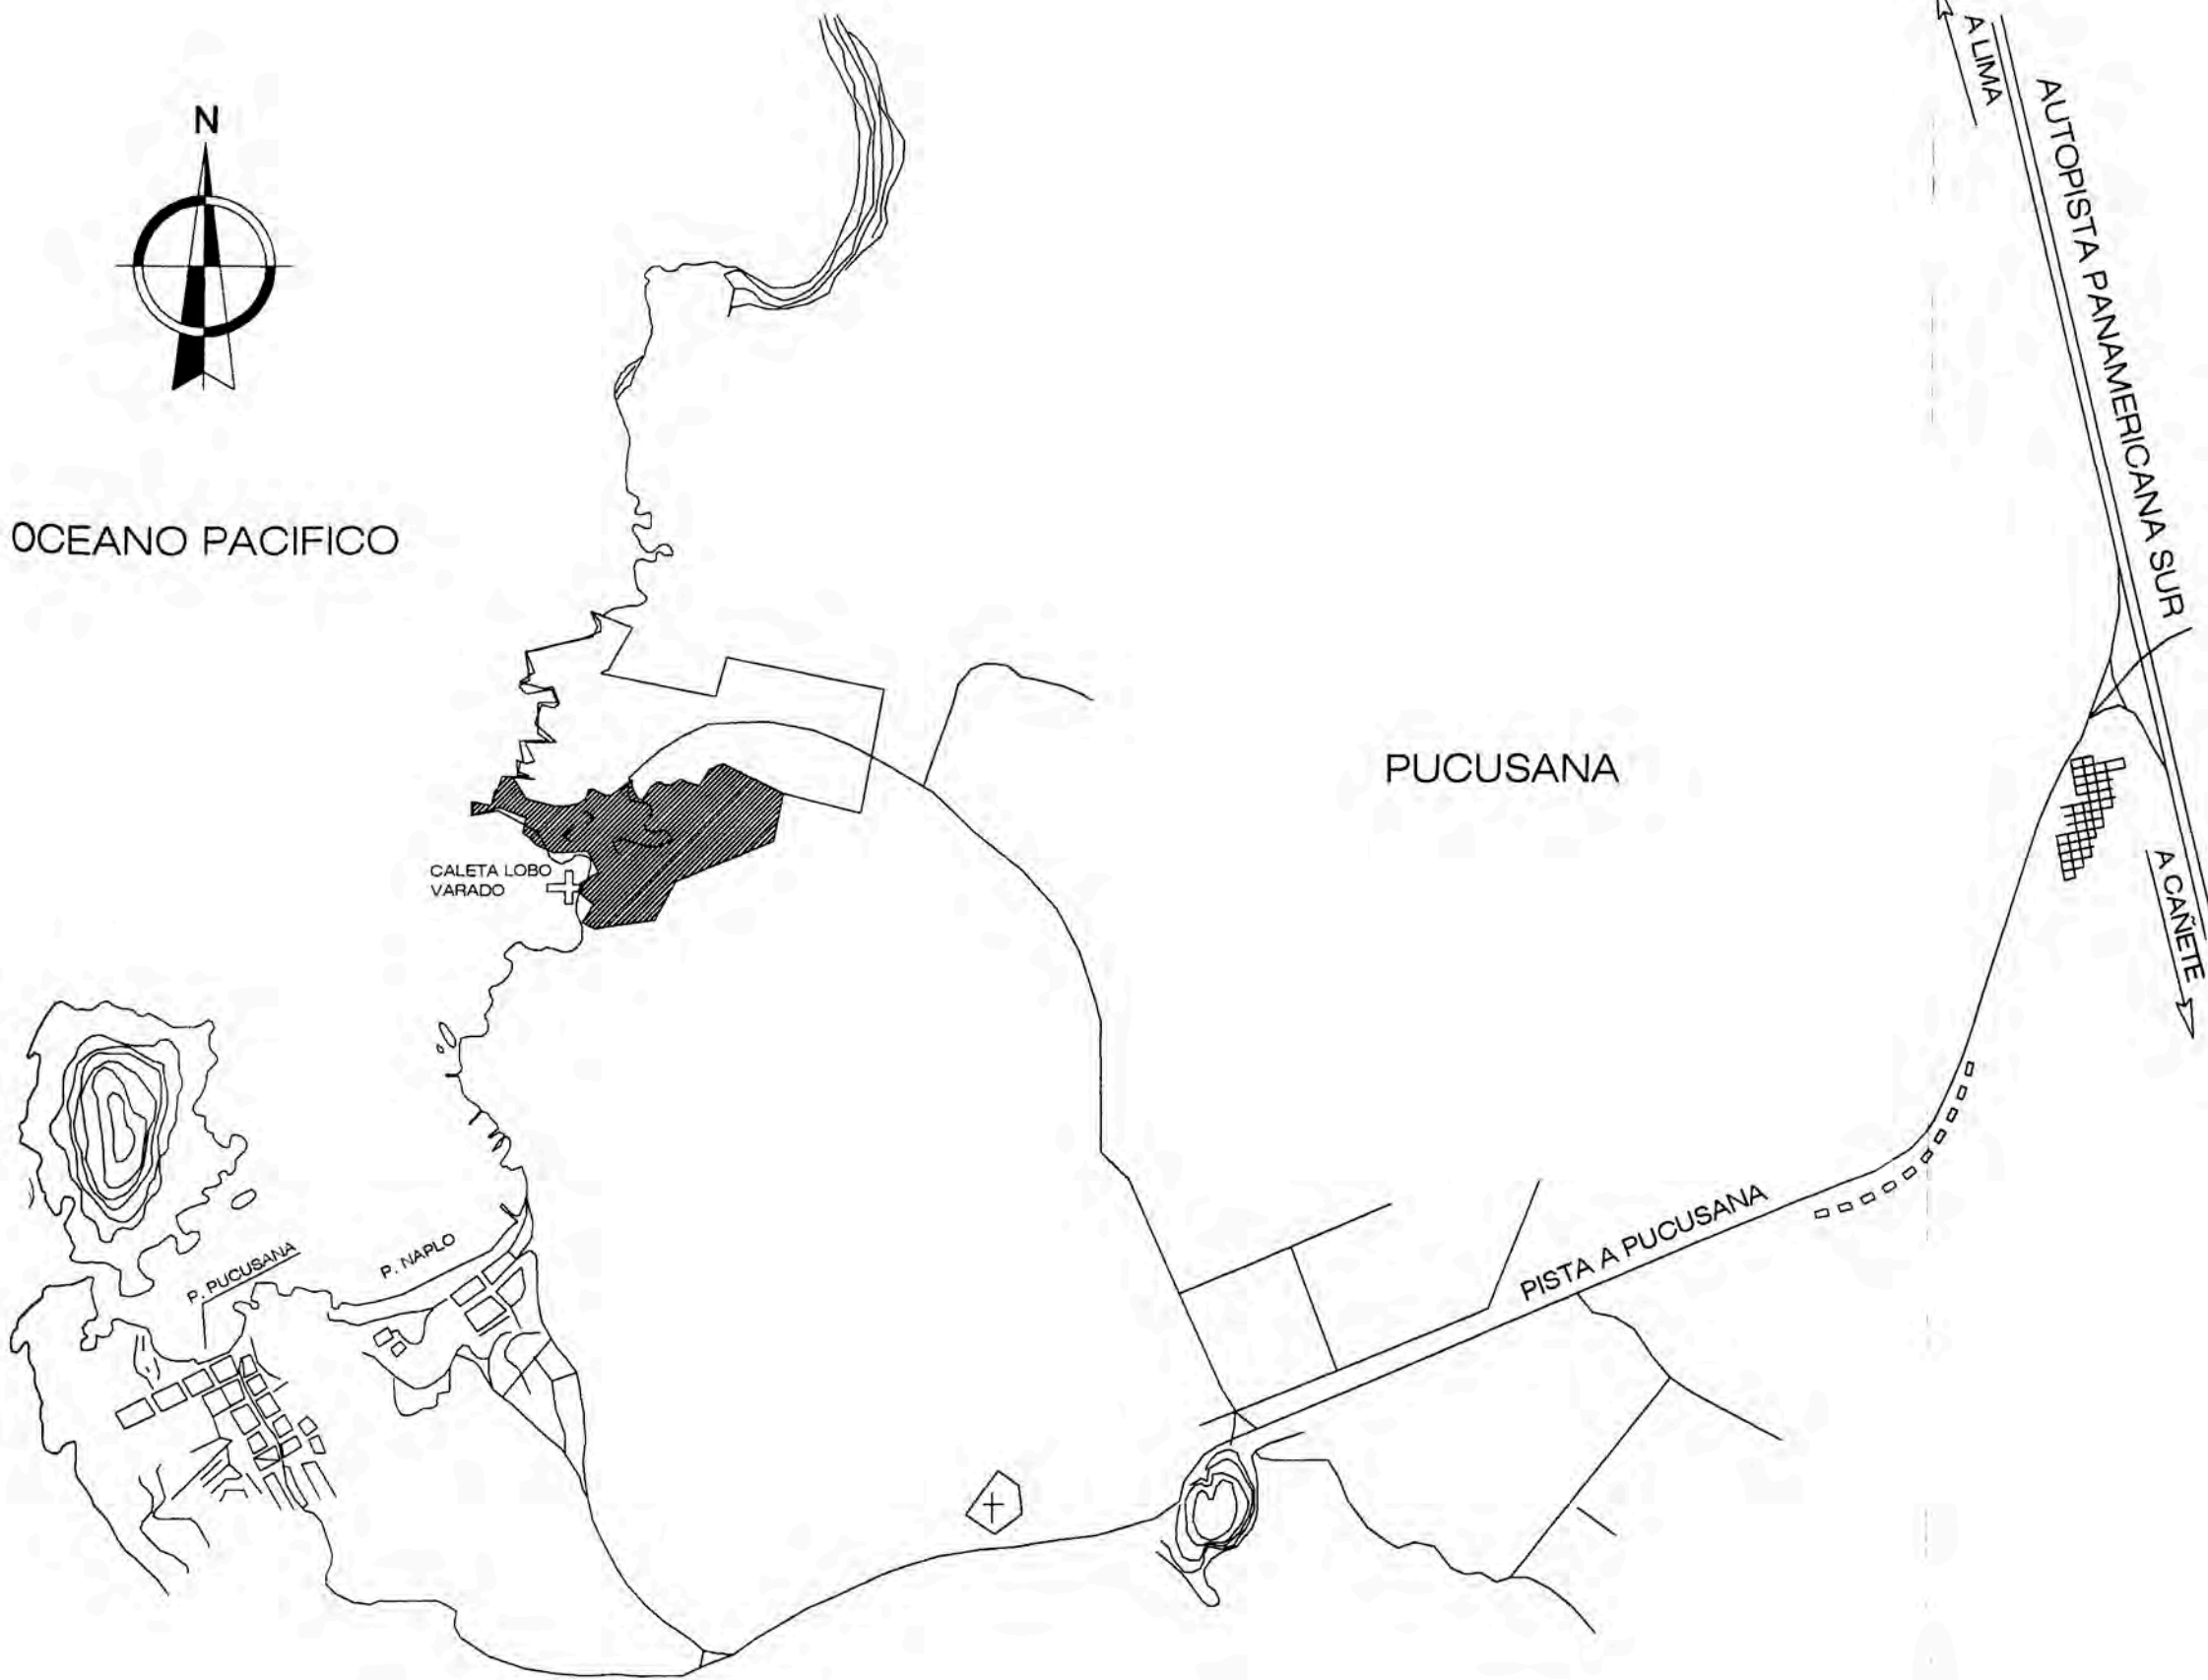 A LIMA
AUTOPISTA PANAMERICANA SUR
N
OCEANO PACIFICO
PUCUSANA
CALETA LOBO
VARADO
A CAÑETE
PISTA A PUCUSANA
P. PUCUSANA
P. NAPLO